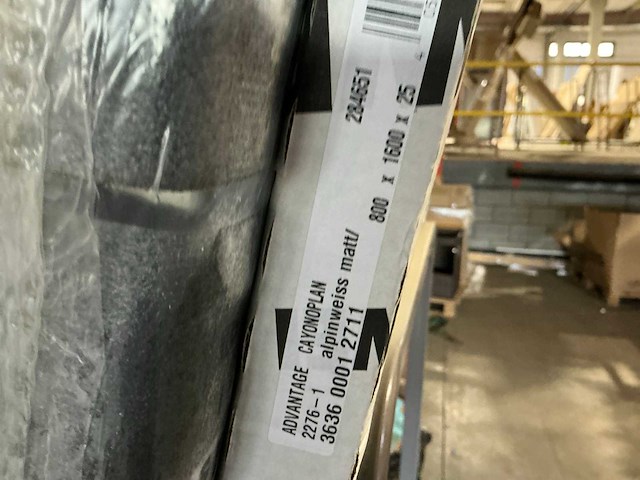 ADVANTAGE CAYONOPLAN 284651
2276-1 alpinweiss matt/ 800 x 1600 x 25
3636 0001 2711